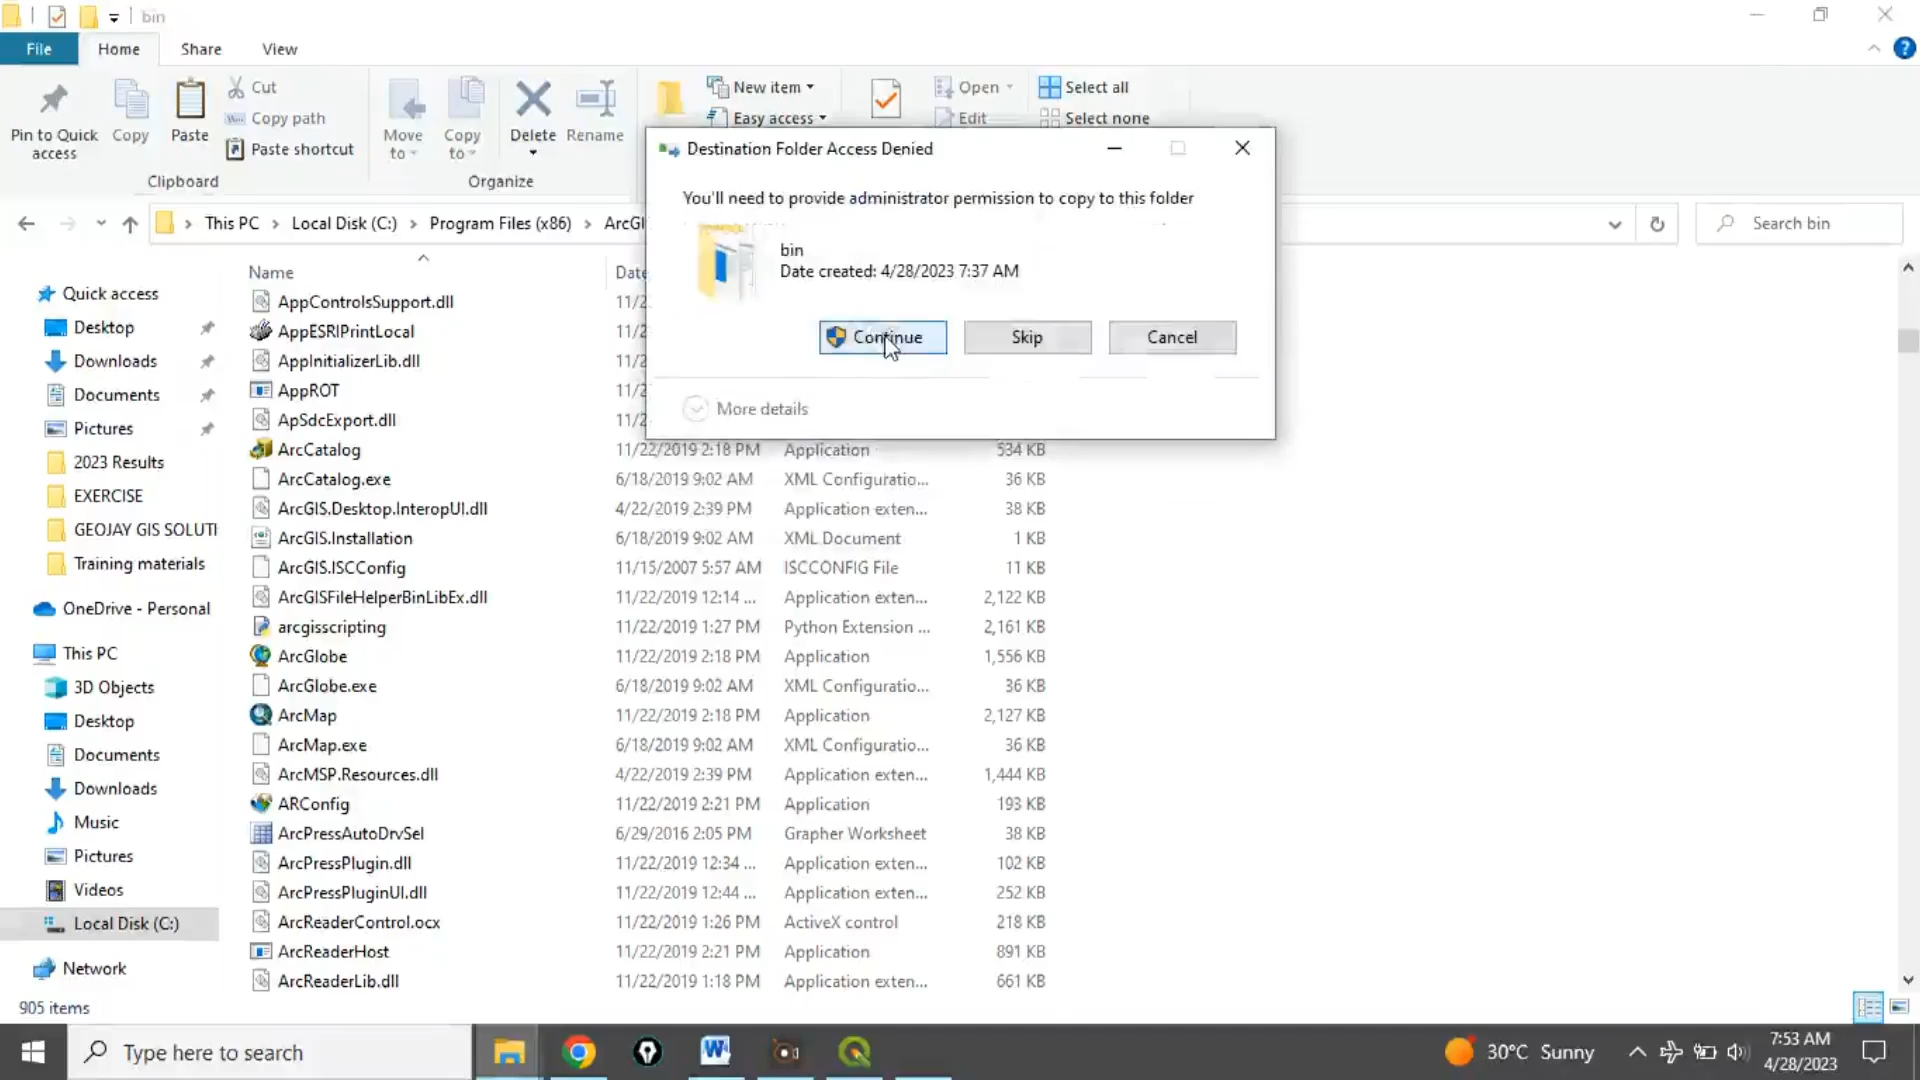 bin
File Home Share View
Pin to Quick access
Copy
Paste
Cut
Copy path
Paste shortcut
Clipboard
Move to
Copy to
Delete
Rename
Organize
New item
Easy access
Open
Edit
Select all
Select none
Destination Folder Access Denied
You'll need to provide administrator permission to copy to this folder
bin
Date created: 4/28/2023 7:37 AM
Continue Skip Cancel
More details
This PC > Local Disk (C:) > Program Files (x86) > ArcGI
Search bin
Quick access
Desktop
Downloads
Documents
Pictures
2023 Results
EXERCISE
GEOJAY GIS SOLUTI
Training materials
OneDrive - Personal
This PC
3D Objects
Desktop
Documents
Downloads
Music
Pictures
Videos
Local Disk (C:)
Network
Name Date
AppControlsSupport.dll 11/2
AppESRIPrintLocal 11/2
AppInitializerLib.dll 11/2
AppROT 11/2
ApSdcExport.dll 11/2
ArcCatalog 11/22/2019 2:18 PM Application 534 KB
ArcCatalog.exe 6/18/2019 9:02 AM XML Configuratio... 36 KB
ArcGIS.Desktop.InteropUI.dll 4/22/2019 2:39 PM Application exten... 38 KB
ArcGIS.Installation 6/18/2019 9:02 AM XML Document 1 KB
ArcGIS.ISCConfig 11/15/2007 5:57 AM ISCCONFIG File 11 KB
ArcGISFileHelperBinLibEx.dll 11/22/2019 12:14 ... Application exten... 2,122 KB
arcgisscripting 11/22/2019 1:27 PM Python Extension ... 2,161 KB
ArcGlobe 11/22/2019 2:18 PM Application 1,556 KB
ArcGlobe.exe 6/18/2019 9:02 AM XML Configuratio... 36 KB
ArcMap 11/22/2019 2:18 PM Application 2,127 KB
ArcMap.exe 6/18/2019 9:02 AM XML Configuratio... 36 KB
ArcMSP.Resources.dll 4/22/2019 2:39 PM Application exten... 1,444 KB
ARConfig 11/22/2019 2:21 PM Application 193 KB
ArcPressAutoDrvSel 6/29/2016 2:05 PM Grapher Worksheet 38 KB
ArcPressPlugin.dll 11/22/2019 12:34 ... Application exten... 102 KB
ArcPressPluginUI.dll 11/22/2019 12:44 ... Application exten... 252 KB
ArcReaderControl.ocx 11/22/2019 1:26 PM ActiveX control 218 KB
ArcReaderHost 11/22/2019 2:21 PM Application 891 KB
ArcReaderLib.dll 11/22/2019 1:18 PM Application exten... 661 KB
905 items
Type here to search
30°C Sunny
7:53 AM
4/28/2023